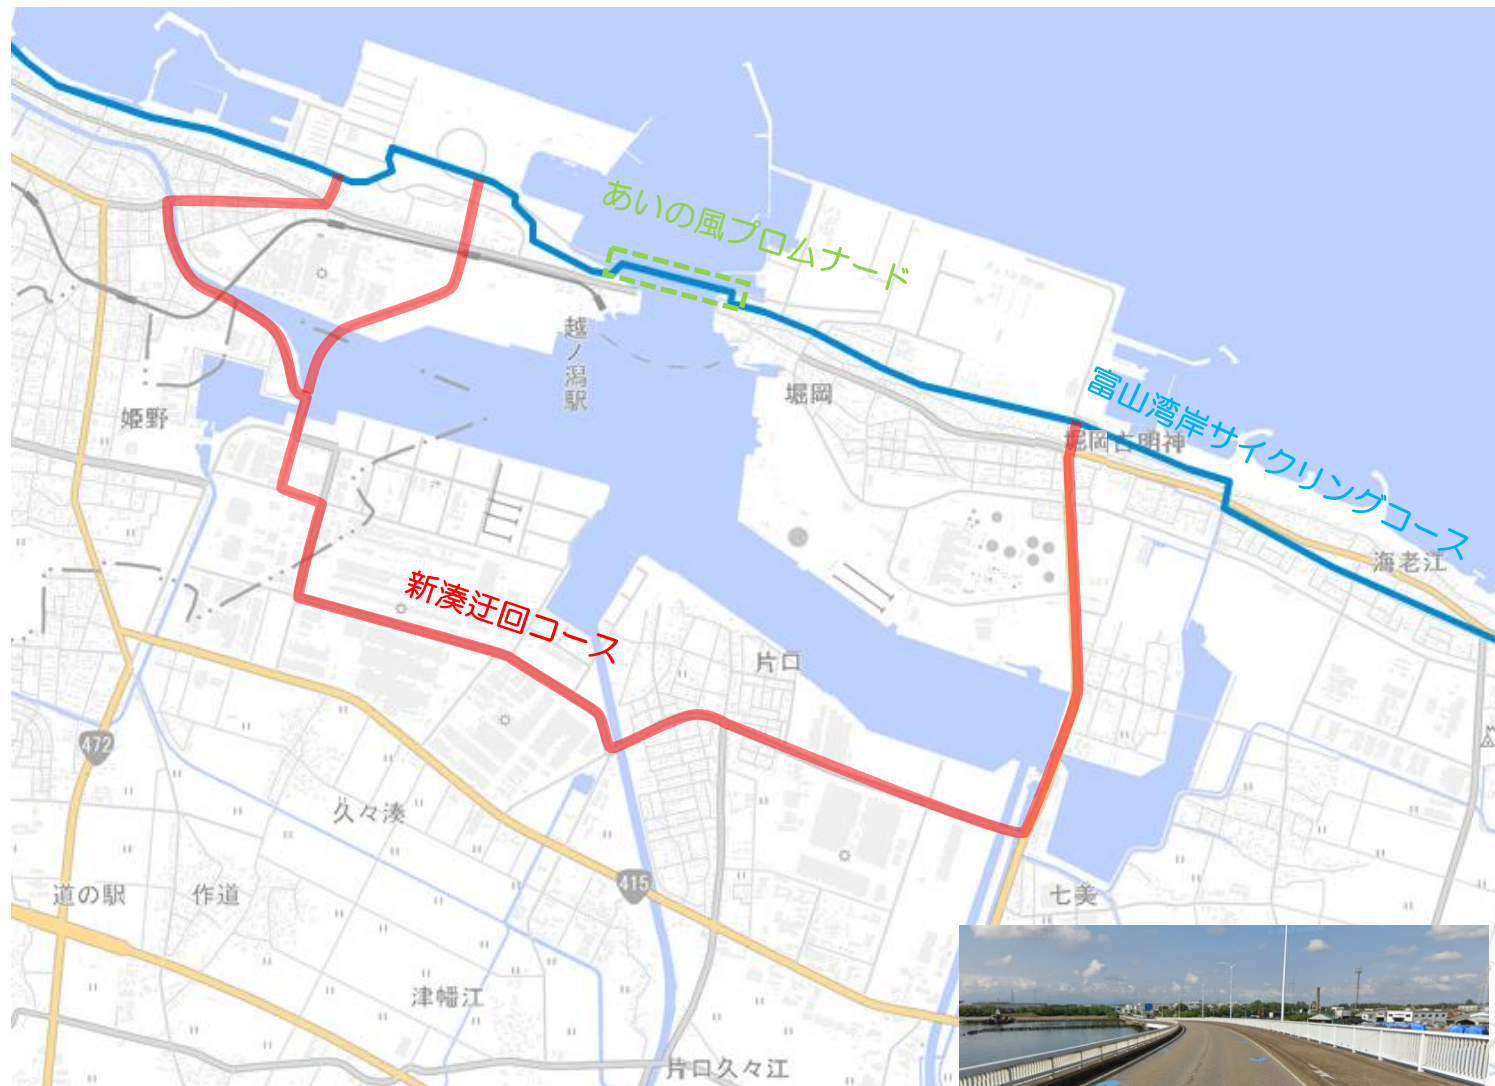 あいの風プロムナード
越ノ潟駅
堀岡
富山湾岸サイクリングコース
姫野
堀岡古明神
海老江
新湊迂回コース
片口
472
久々湊
415
道の駅
作道
七美
津幡江
片口久々江